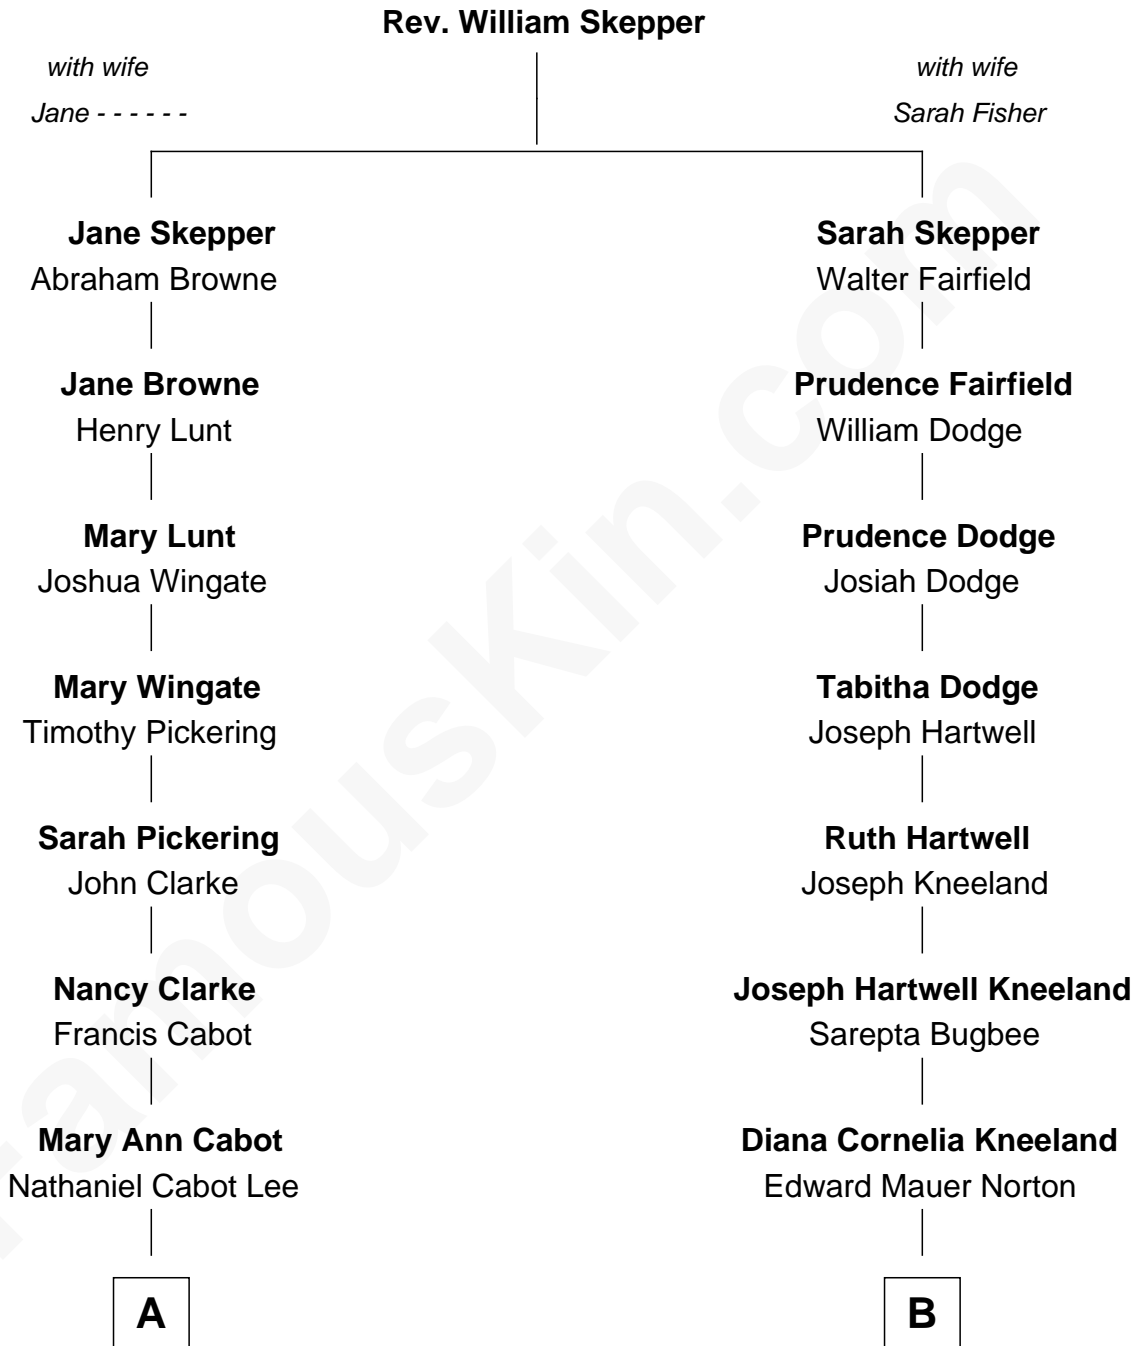 Rev. William Skepper
with wife
Jane - - - - - -
with wife
Sarah Fisher
Jane Skepper
Abraham Browne
Sarah Skepper
Walter Fairfield
Jane Browne
Henry Lunt
Prudence Fairfield
William Dodge
Mary Lunt
Joshua Wingate
Prudence Dodge
Josiah Dodge
Mary Wingate
Timothy Pickering
Tabitha Dodge
Joseph Hartwell
Sarah Pickering
John Clarke
Ruth Hartwell
Joseph Kneeland
Nancy Clarke
Francis Cabot
Joseph Hartwell Kneeland
Sarepta Bugbee
Mary Ann Cabot
Nathaniel Cabot Lee
Diana Cornelia Kneeland
Edward Mauer Norton
A
B
FamousKin.com